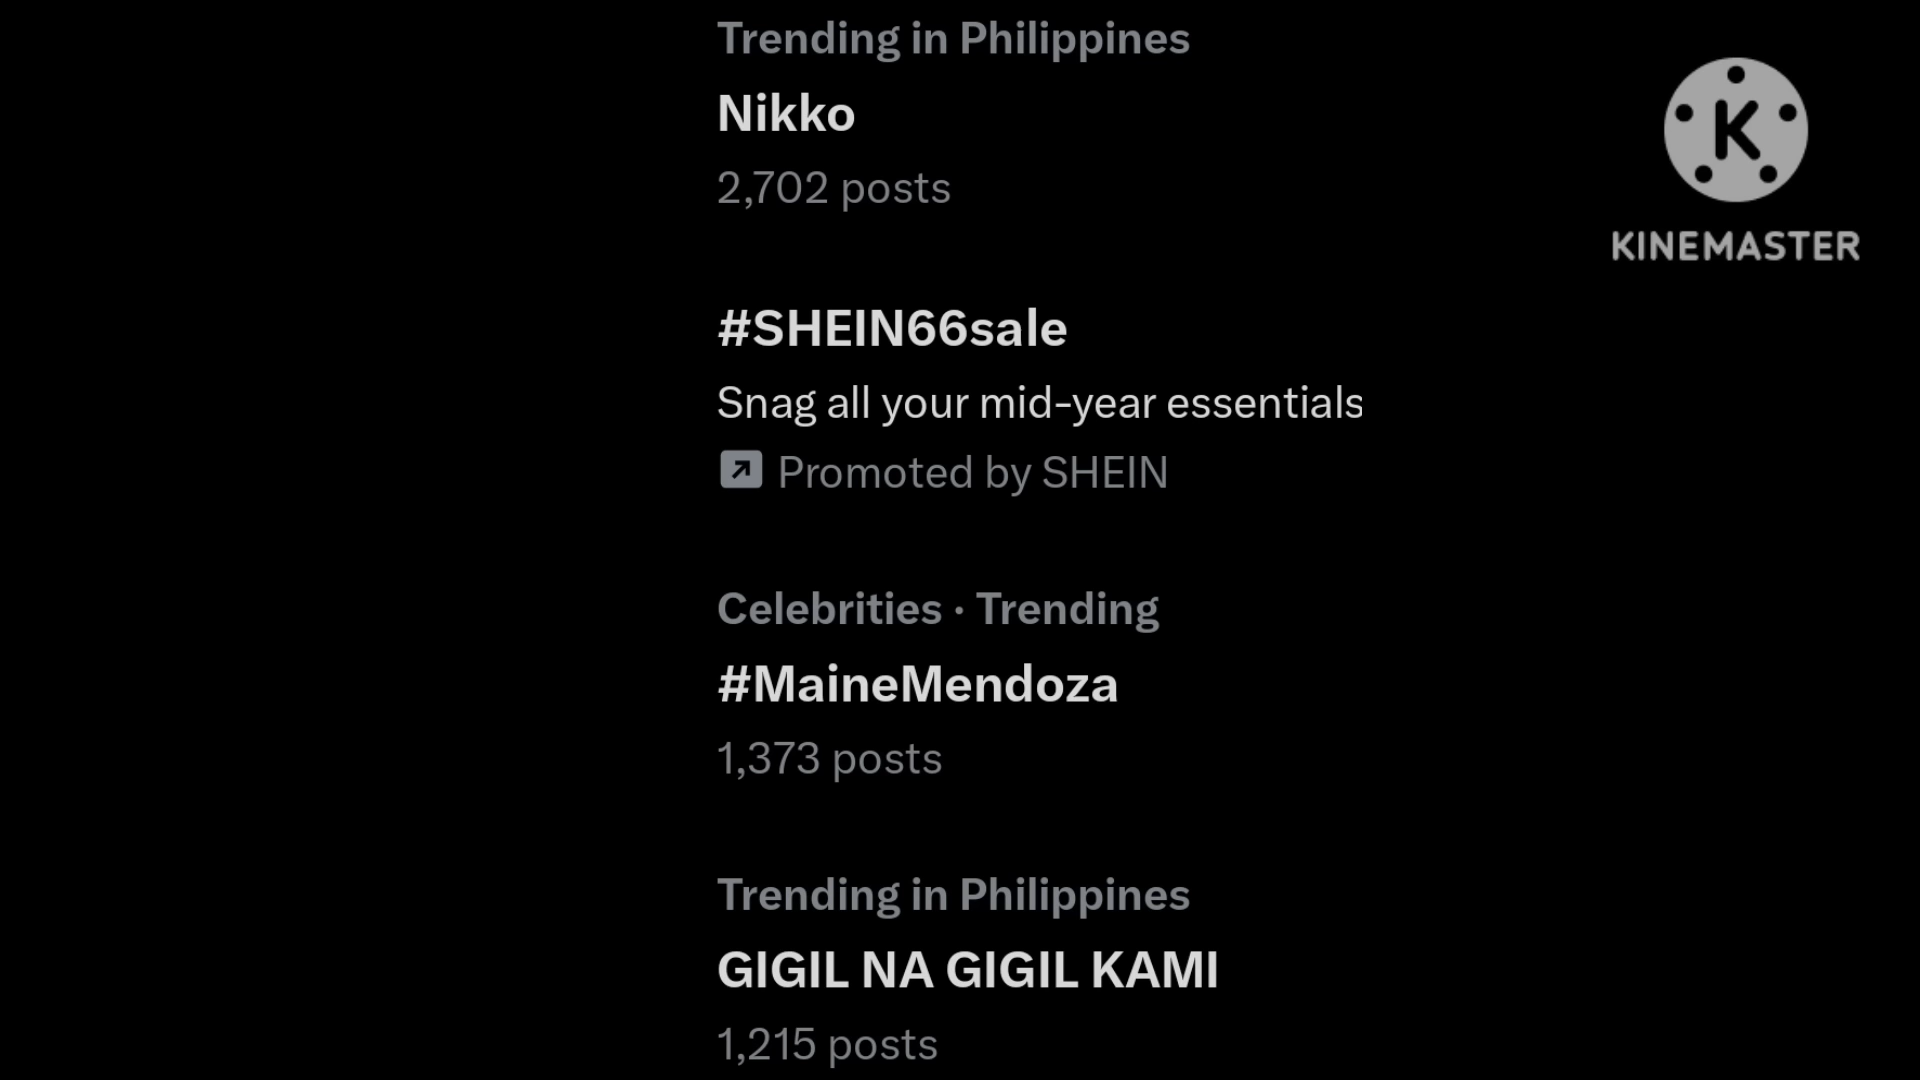 Trending in Philippines
Nikko
2,702 posts
#SHEIN66sale
Snag all your mid-year essentials
Promoted by SHEIN
Celebrities · Trending
#MaineMendoza
1,373 posts
Trending in Philippines
GIGIL NA GIGIL KAMI
1,215 posts
K
KINEMASTER